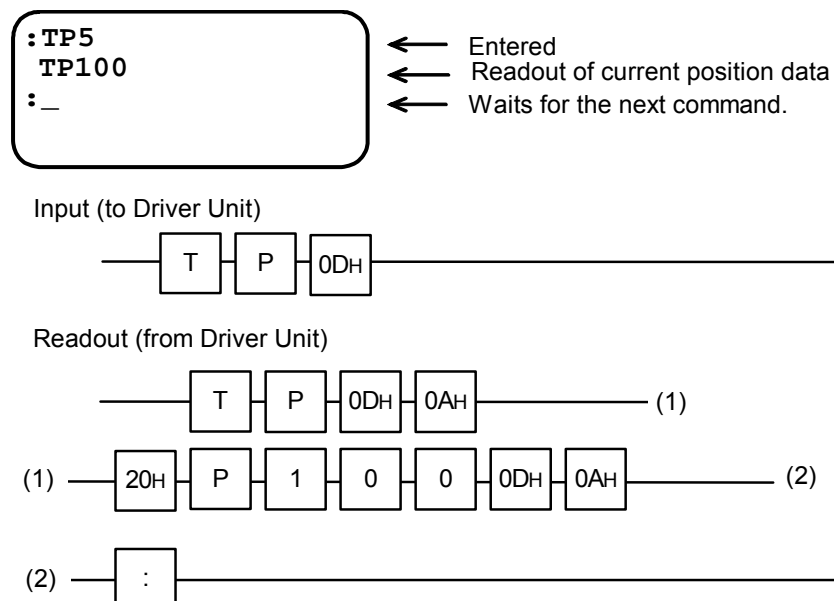 :TP5
TP100
:_
Entered
Readout of current position data
Waits for the next command.
Input (to Driver Unit)
T P 0DH
Readout (from Driver Unit)
T P 0DH 0AH (1)
(1) 20H P 1 0 0 0DH 0AH (2)
(2) :